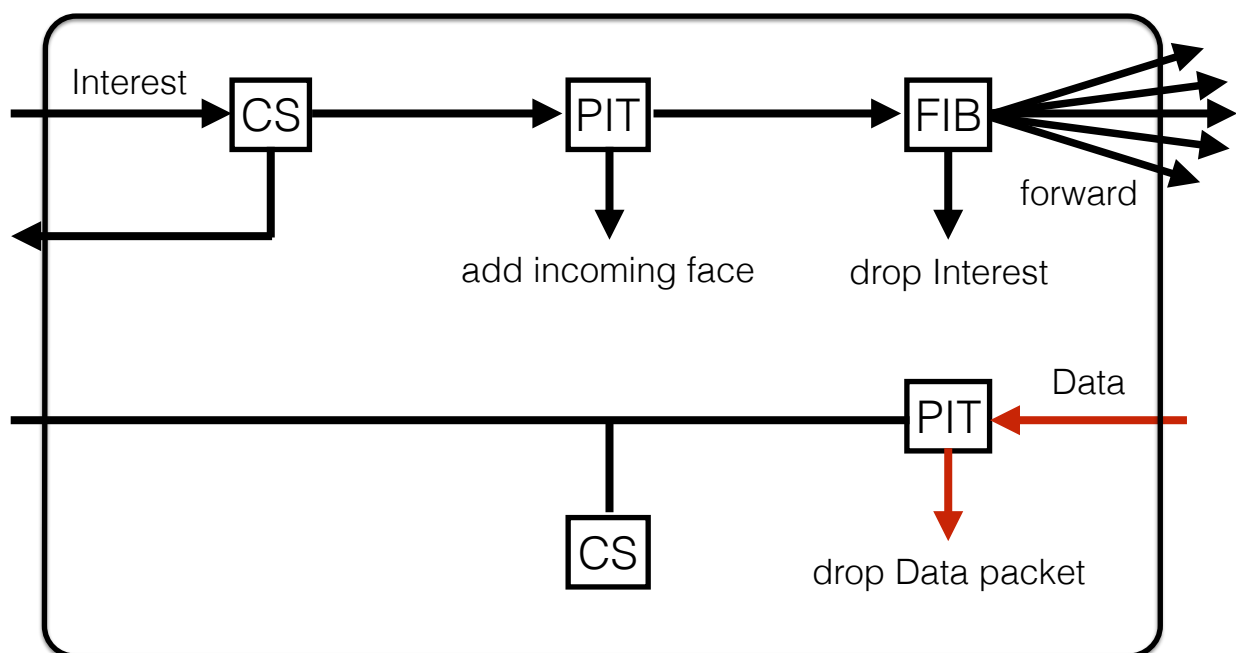 Interest
CS
PIT
FIB
forward
add incoming face
drop Interest
Data
PIT
CS
drop Data packet